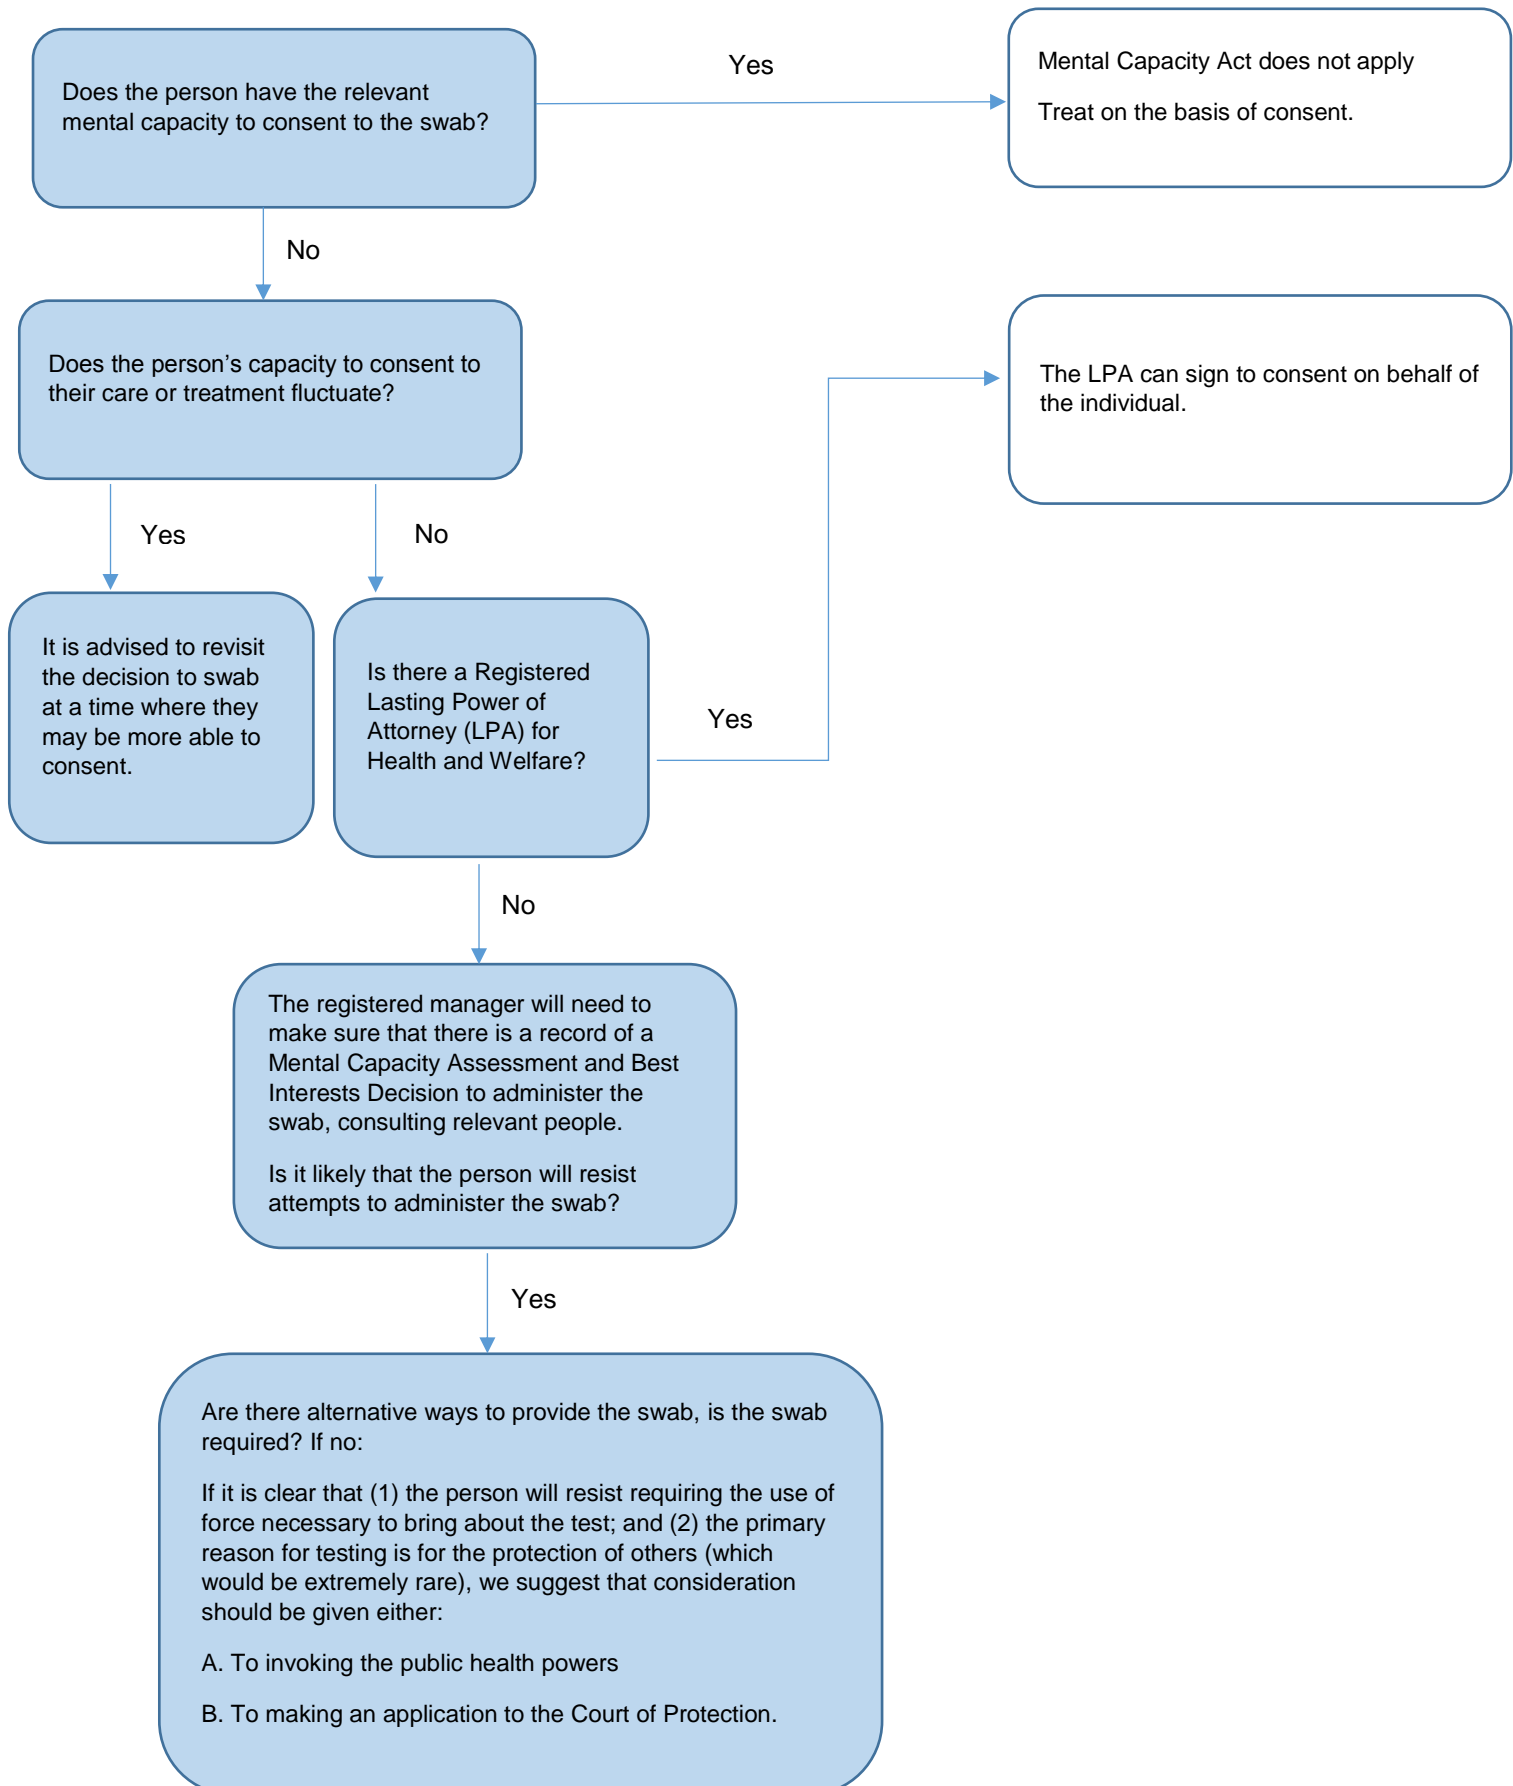 Does the person have the relevant
mental capacity to consent to the swab?
Yes
Mental Capacity Act does not apply
Treat on the basis of consent.
No
Does the person’s capacity to consent to
their care or treatment fluctuate?
The LPA can sign to consent on behalf of
the individual.
Yes
No
It is advised to revisit
the decision to swab
at a time where they
may be more able to
consent.
Is there a Registered
Lasting Power of
Attorney (LPA) for
Health and Welfare?
Yes
No
The registered manager will need to
make sure that there is a record of a
Mental Capacity Assessment and Best
Interests Decision to administer the
swab, consulting relevant people.
Is it likely that the person will resist
attempts to administer the swab?
Yes
Are there alternative ways to provide the swab, is the swab
required? If no:
If it is clear that (1) the person will resist requiring the use of
force necessary to bring about the test; and (2) the primary
reason for testing is for the protection of others (which
would be extremely rare), we suggest that consideration
should be given either:
A. To invoking the public health powers
B. To making an application to the Court of Protection.